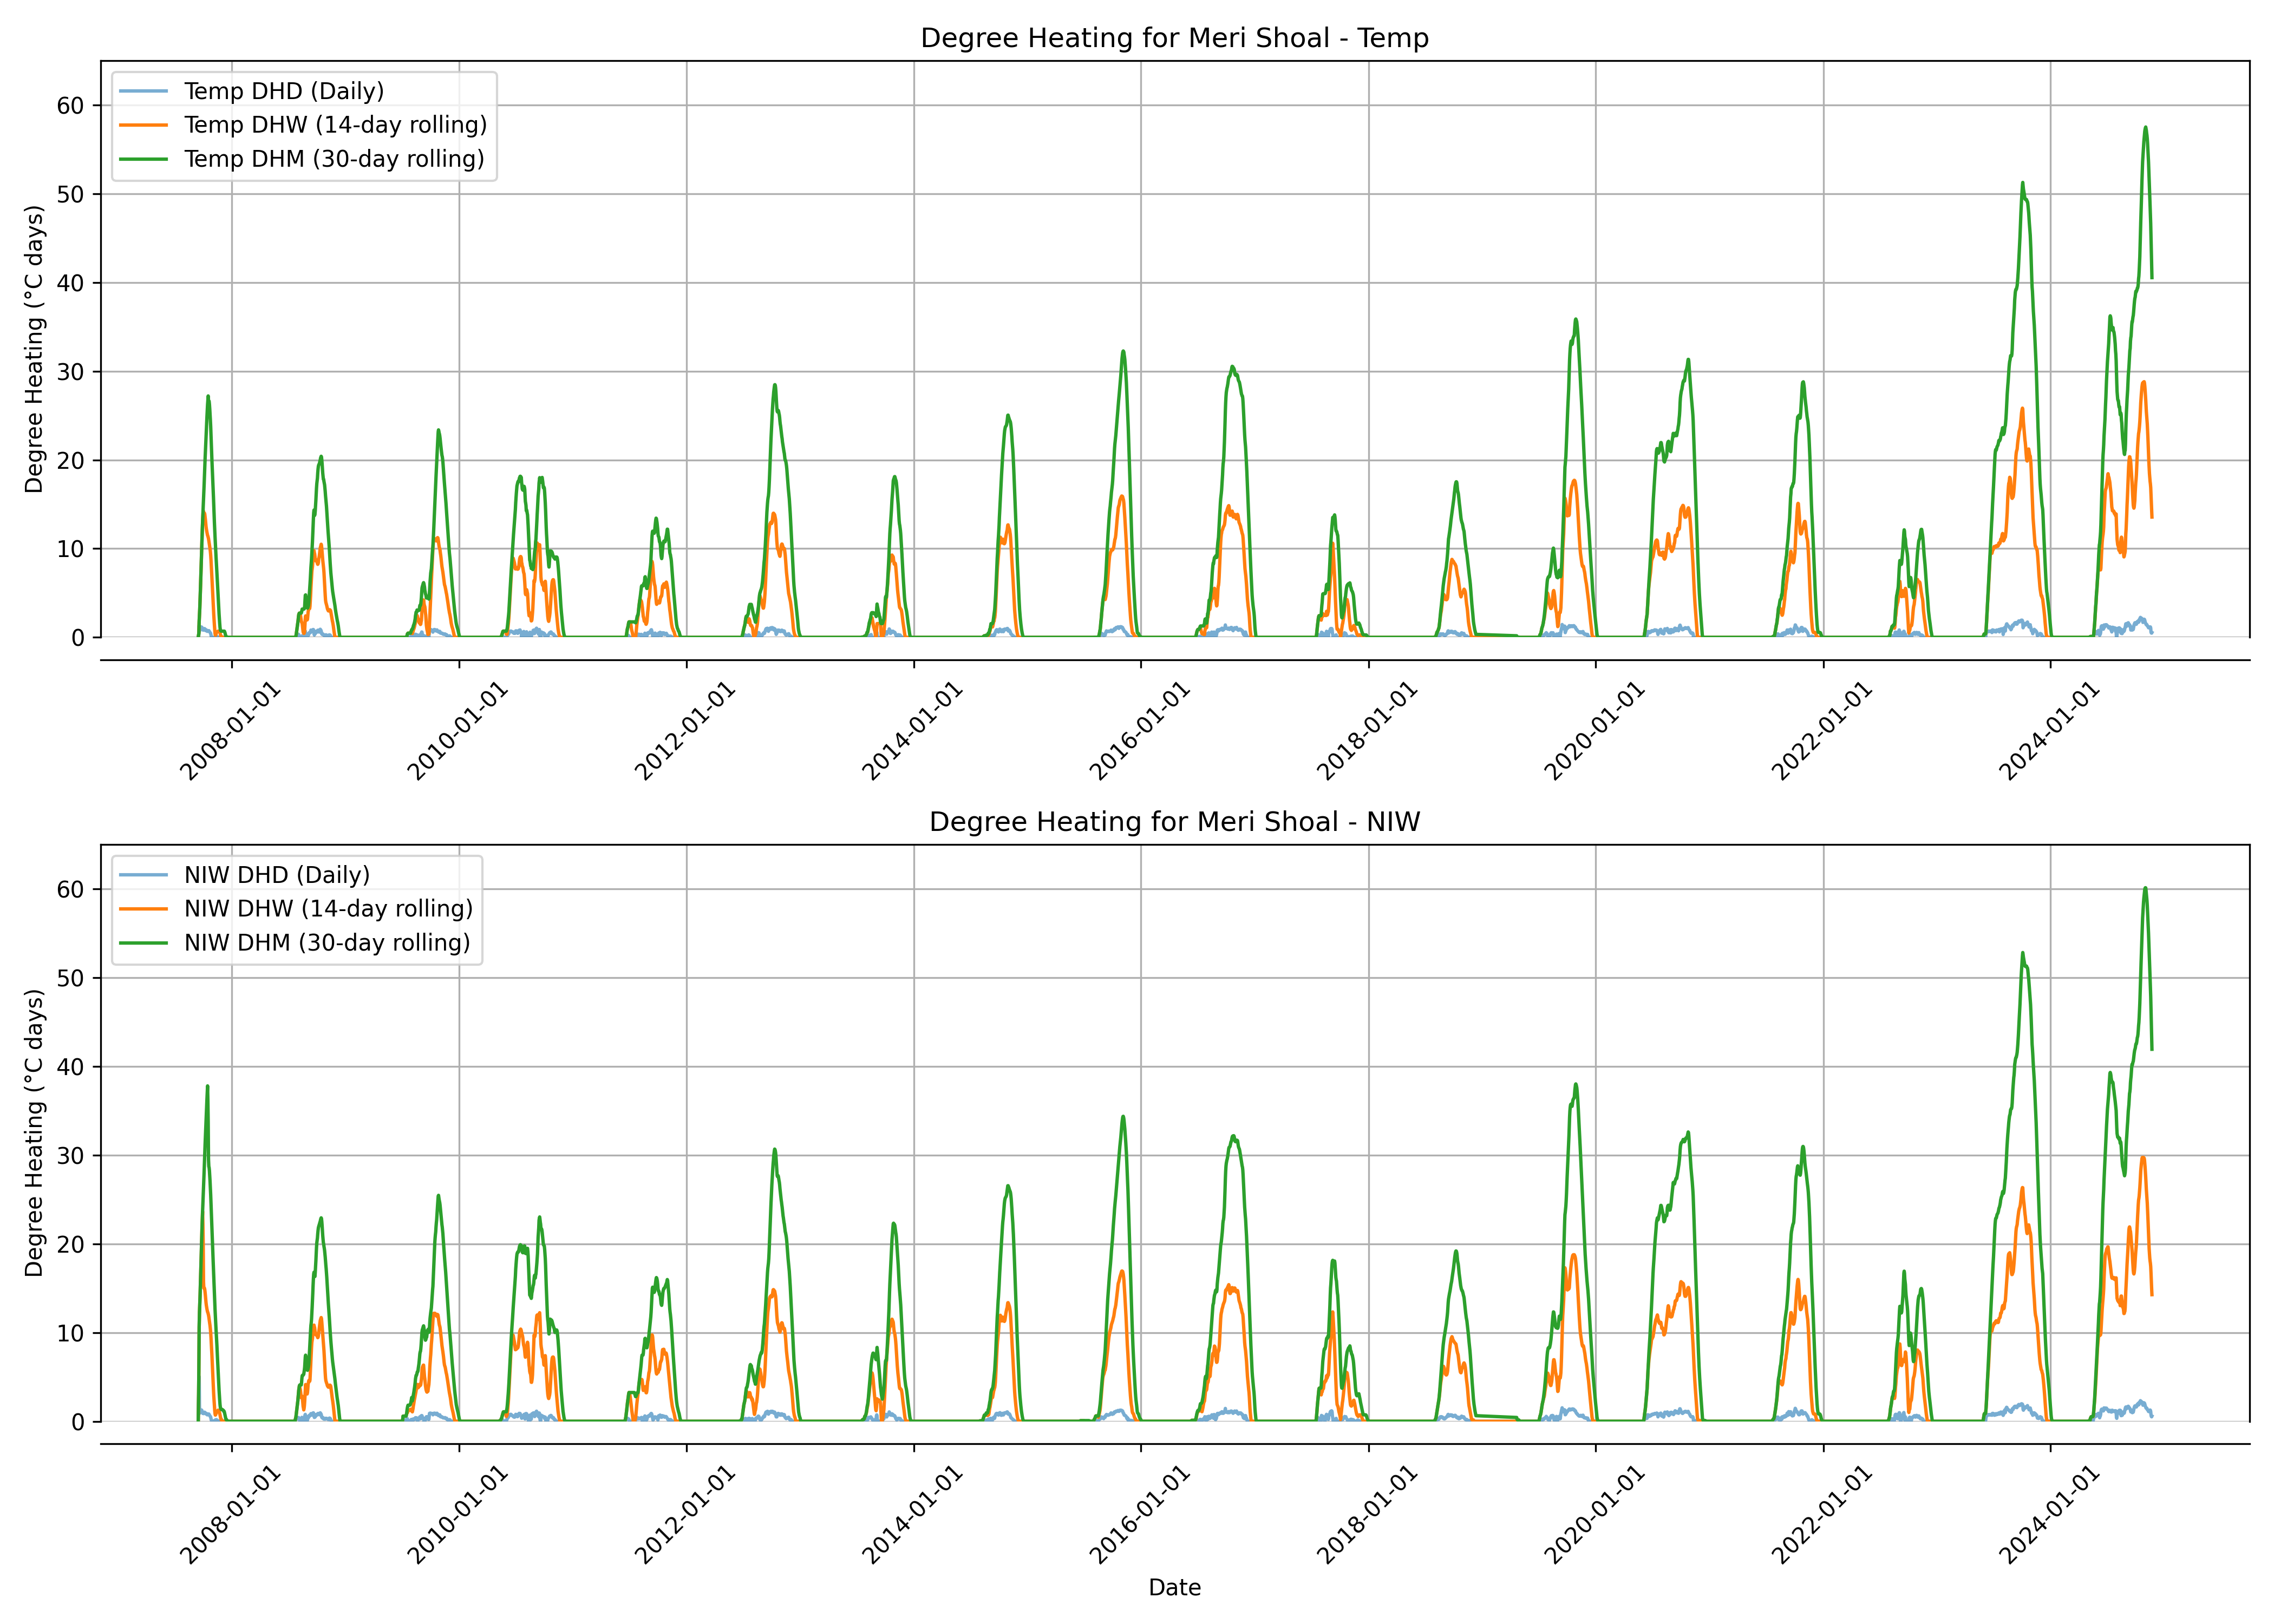 Degree Heating for Meri Shoal - Temp
Temp DHD (Daily)
Temp DHW (14-day rolling)
Temp DHM (30-day rolling)
Degree Heating (°C days)
60
50
40
30
20
10
0
2008-01-01
2010-01-01
2012-01-01
2014-01-01
2016-01-01
2018-01-01
2020-01-01
2022-01-01
2024-01-01
Degree Heating for Meri Shoal - NIW
NIW DHD (Daily)
NIW DHW (14-day rolling)
NIW DHM (30-day rolling)
Degree Heating (°C days)
60
50
40
30
20
10
0
2008-01-01
2010-01-01
2012-01-01
2014-01-01
2016-01-01
2018-01-01
2020-01-01
2022-01-01
2024-01-01
Date